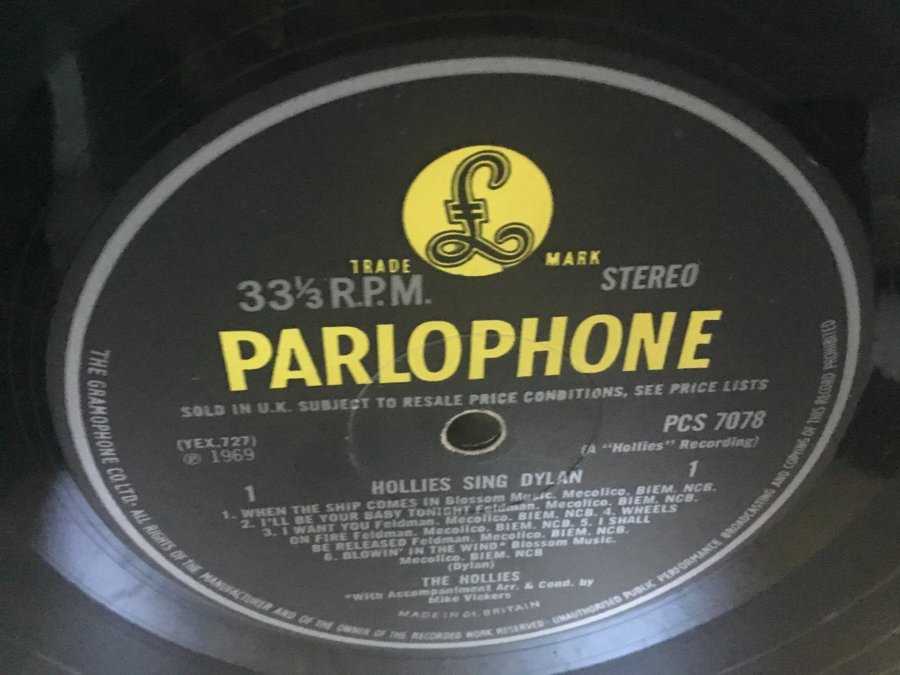 £
TRADE MARK
33⅓ R.P.M. STEREO
PARLOPHONE
SOLD IN U.K. SUBJECT TO RESALE PRICE CONDITIONS, SEE PRICE LISTS
(YEX.727) PCS 7078
℗ 1969 (A "Hollies" Recording)
1 HOLLIES SING DYLAN 1
1. WHEN THE SHIP COMES IN Blossom Music. Mecolico. BIEM. NCB.
2. I'LL BE YOUR BABY TONIGHT Feldman. Mecolico. BIEM. NCB.
3. I WANT YOU Feldman. Mecolico. BIEM. NCB. 4. WHEELS
ON FIRE Feldman. Mecolico. BIEM. NCB. 5. I SHALL
BE RELEASED Feldman. Mecolico. BIEM. NCB.
6. BLOWIN' IN THE WIND* Blossom Music.
Mecolico. BIEM. NCB
(Dylan)
THE HOLLIES
*With Accompaniment Arr. & Cond. by
Mike Vickers
MADE IN GT. BRITAIN
THE GRAMOPHONE CO LTD · ALL RIGHTS OF THE MANUFACTURER AND OF THE OWNER OF THE RECORDED WORK RESERVED · UNAUTHORISED PUBLIC PERFORMANCE BROADCASTING AND COPYING OF THIS RECORD PROHIBITED